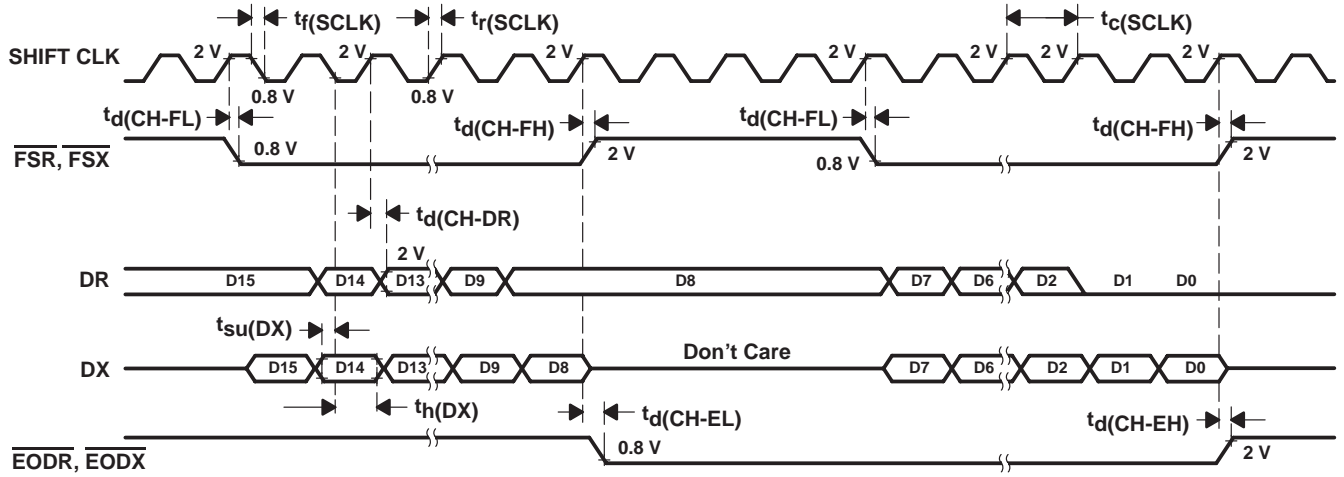 tf(SCLK) tr(SCLK) tc(SCLK)
SHIFT CLK 2 V 2 V 2 V 2 V 2 V 2 V 2 V 2 V
0.8 V 0.8 V
td(CH-FL) td(CH-FH) td(CH-FL) td(CH-FH)
FSR, FSX 0.8 V 2 V 0.8 V 2 V
td(CH-DR)
2 V
DR D15 D14 D13 D9 D8 D7 D6 D2 D1 D0
tsu(DX)
Don't Care
DX D15 D14 D13 D9 D8 D7 D6 D2 D1 D0
th(DX) td(CH-EL) td(CH-EH)
EODR, EODX 0.8 V 2 V